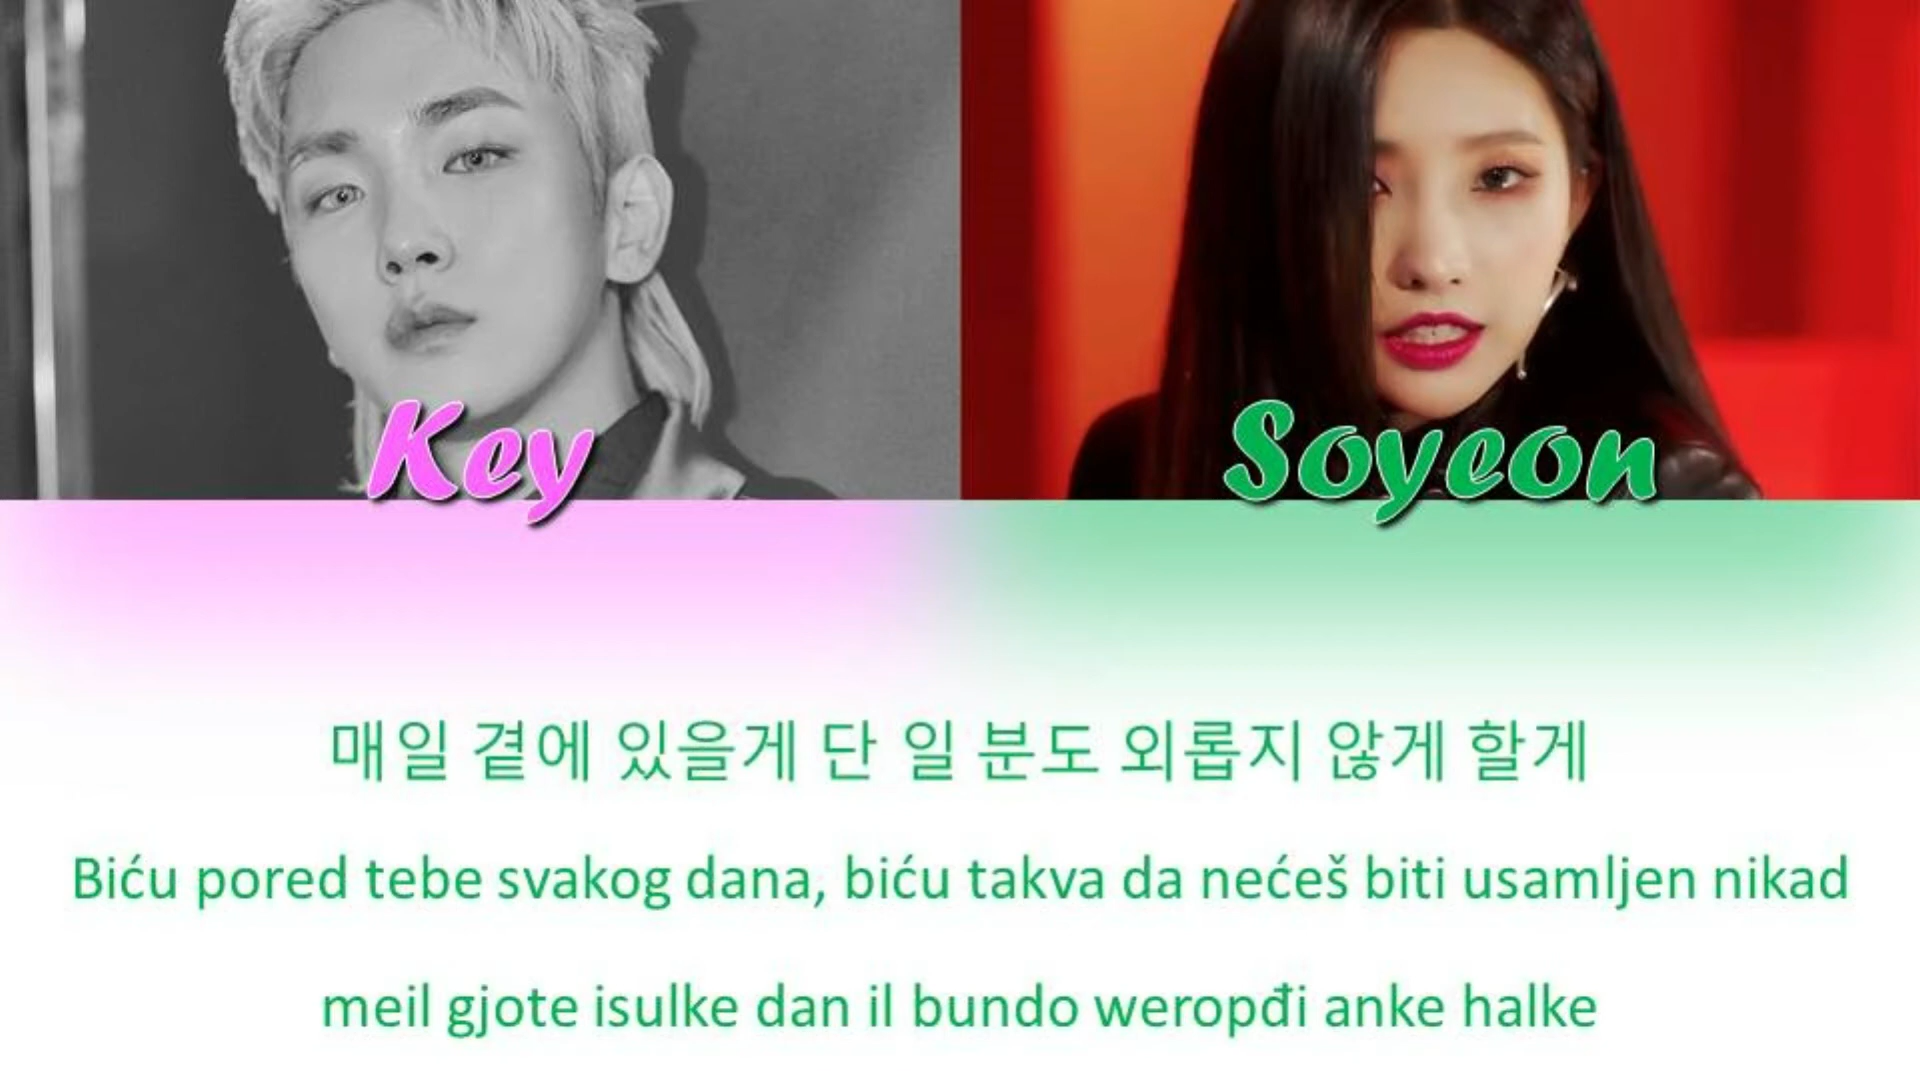 Key
Soyeon
매일 곁에 있을게 단 일 분도 외롭지 않게 할게
Biću pored tebe svakog dana, biću takva da nećeš biti usamljen nikad
meil gjote isulke dan il bundo weropđi anke halke